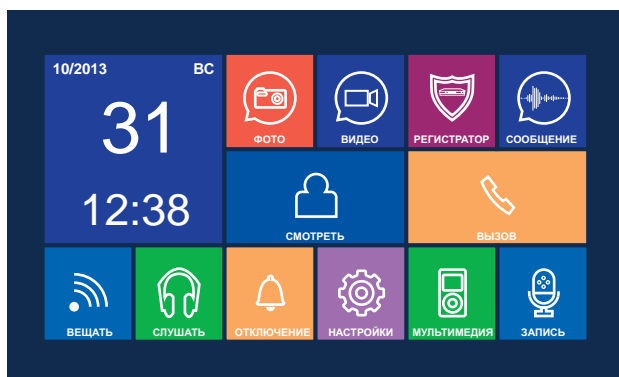 10/2013 ВС
31
12:38
ФОТО
ВИДЕО
РЕГИСТРАТОР
СООБЩЕНИЕ
СМОТРЕТЬ
ВЫЗОВ
ВЕЩАТЬ
СЛУШАТЬ
ОТКЛЮЧЕНИЕ
НАСТРОЙКИ
МУЛЬТИМЕДИЯ
ЗАПИСЬ